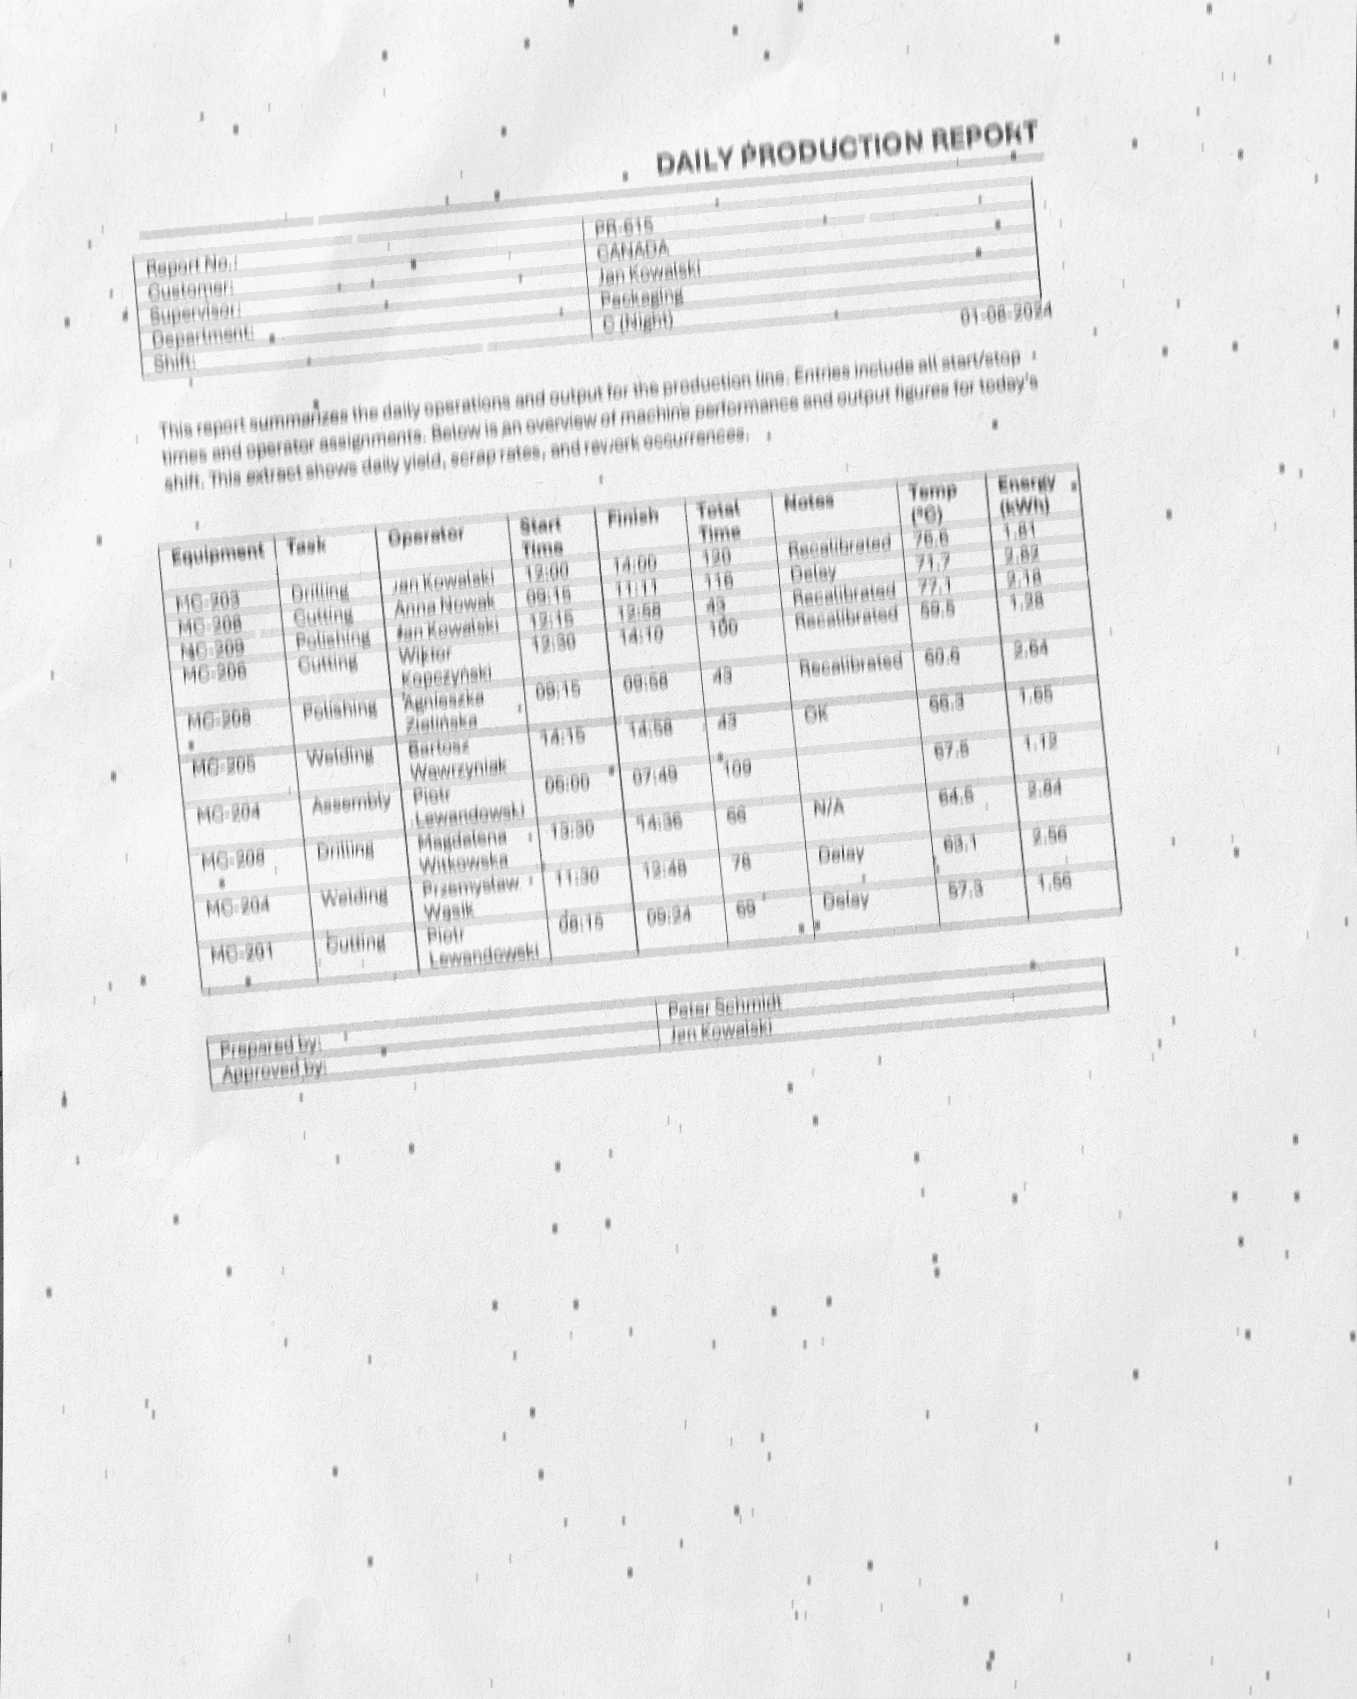 DAILY PRODUCTION REPORT
Report No.: PR-615
Customer: CANADA
Supervisor: Jan Kowalski
Department: Packaging
Shift: C (Night)
01-08-2024
This report summarizes the daily operations and output for the production line. Entries include all start/stop
times and operator assignments. Below is an overview of machine performance and output figures for today's
shift. This extract shows daily yield, scrap rates, and rework occurrences.
Equipment Task Operator Start Time Finish Total Time Notes Temp (°C) Energy (kWh)
MC-203 Drilling Jan Kowalski 12:00 14:00 120 Recalibrated 76.6 1.81
MC-208 Cutting Anna Nowak 09:15 11:11 116 Delay 71.7 2.82
MC-209 Polishing Jan Kowalski 12:15 12:58 43 Recalibrated 77.1 2.18
MC-206 Cutting Wiktor Kopczyński 12:30 14:10 100 Recalibrated 59.5 1.28
MC-208 Polishing Agnieszka Zielińska 09:15 09:58 43 Recalibrated 60.6 2.64
MC-205 Welding Bartosz Wawrzyniak 14:15 14:58 43 OK 66.3 1.65
MC-204 Assembly Piotr Lewandowski 06:00 07:49 109 67.5 1.12
MC-208 Drilling Magdalena Witkowska 13:30 14:36 66 N/A 64.5 2.84
MC-204 Welding Przemysław Wąsik 11:30 12:48 78 Delay 63.1 2.56
MC-201 Cutting Piotr Lewandowski 08:15 09:24 69 Delay 57.3 1.56
Prepared by: Peter Schmidt
Approved by: Jan Kowalski